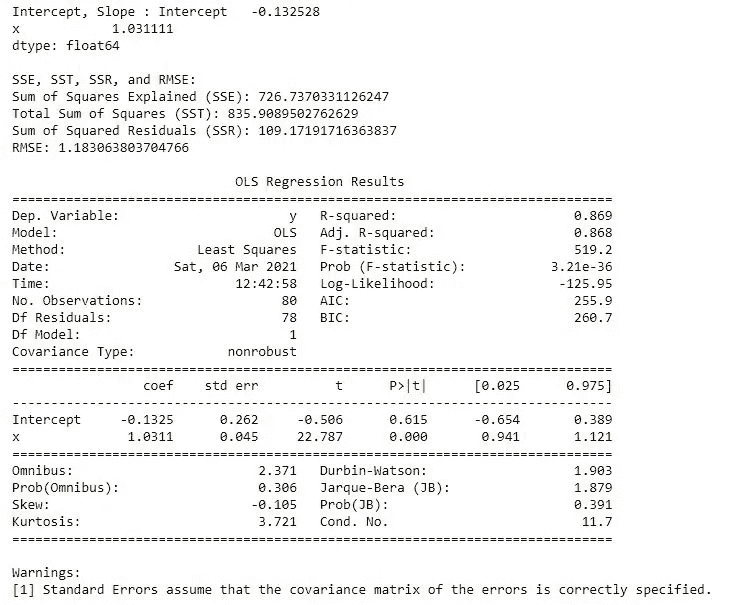 Intercept, Slope : Intercept   -0.132528
x            1.031111
dtype: float64

SSE, SST, SSR, and RMSE:
Sum of Squares Explained (SSE): 726.7370331126247
Total Sum of Squares (SST): 835.9089502762629
Sum of Squared Residuals (SSR): 109.17191716363837
RMSE: 1.183063803704766

                            OLS Regression Results
==============================================================================
Dep. Variable:                      y   R-squared:                       0.869
Model:                            OLS   Adj. R-squared:                  0.868
Method:                 Least Squares   F-statistic:                     519.2
Date:                Sat, 06 Mar 2021   Prob (F-statistic):           3.21e-36
Time:                        12:42:58   Log-Likelihood:                -125.95
No. Observations:                  80   AIC:                             255.9
Df Residuals:                      78   BIC:                             260.7
Df Model:                           1
Covariance Type:            nonrobust
==============================================================================
                 coef    std err          t      P>|t|      [0.025      0.975]
------------------------------------------------------------------------------
Intercept     -0.1325      0.262     -0.506      0.615      -0.654       0.389
x              1.0311      0.045     22.787      0.000       0.941       1.121
==============================================================================
Omnibus:                        2.371   Durbin-Watson:                   1.903
Prob(Omnibus):                  0.306   Jarque-Bera (JB):                1.879
Skew:                          -0.105   Prob(JB):                        0.391
Kurtosis:                       3.721   Cond. No.                         11.7
==============================================================================

Warnings:
[1] Standard Errors assume that the covariance matrix of the errors is correctly specified.